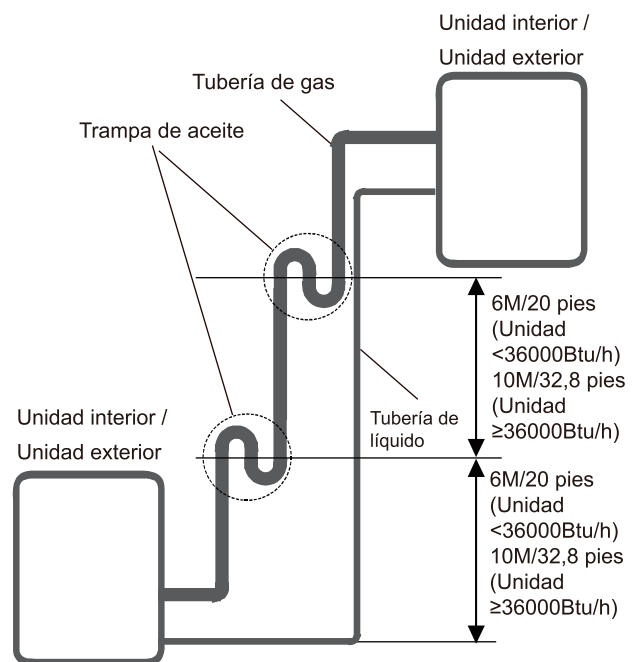 Unidad interior /
Unidad exterior
Tubería de gas
Trampa de aceite
6M/20 pies
(Unidad
<36000Btu/h)
10M/32,8 pies
(Unidad
≥36000Btu/h)
Tubería de
líquido
Unidad interior /
Unidad exterior
6M/20 pies
(Unidad
<36000Btu/h)
10M/32,8 pies
(Unidad
≥36000Btu/h)